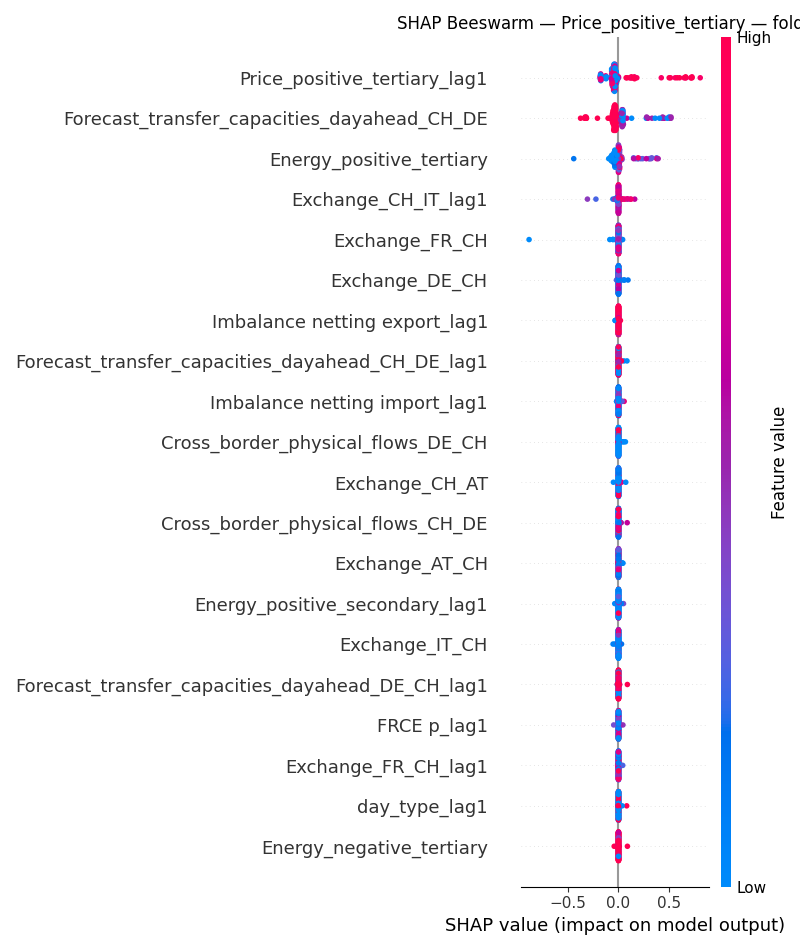 SHAP Beeswarm — Price_positive_tertiary — fold
High
Price_positive_tertiary_lag1
Forecast_transfer_capacities_dayahead_CH_DE
Energy_positive_tertiary
Exchange_CH_IT_lag1
Exchange_FR_CH
Exchange_DE_CH
Imbalance netting export_lag1
Forecast_transfer_capacities_dayahead_CH_DE_lag1
Imbalance netting import_lag1
Cross_border_physical_flows_DE_CH
Exchange_CH_AT
Cross_border_physical_flows_CH_DE
Exchange_AT_CH
Energy_positive_secondary_lag1
Exchange_IT_CH
Forecast_transfer_capacities_dayahead_DE_CH_lag1
FRCE p_lag1
Exchange_FR_CH_lag1
day_type_lag1
Energy_negative_tertiary
Feature value
Low
−0.5 0.0 0.5
SHAP value (impact on model output)